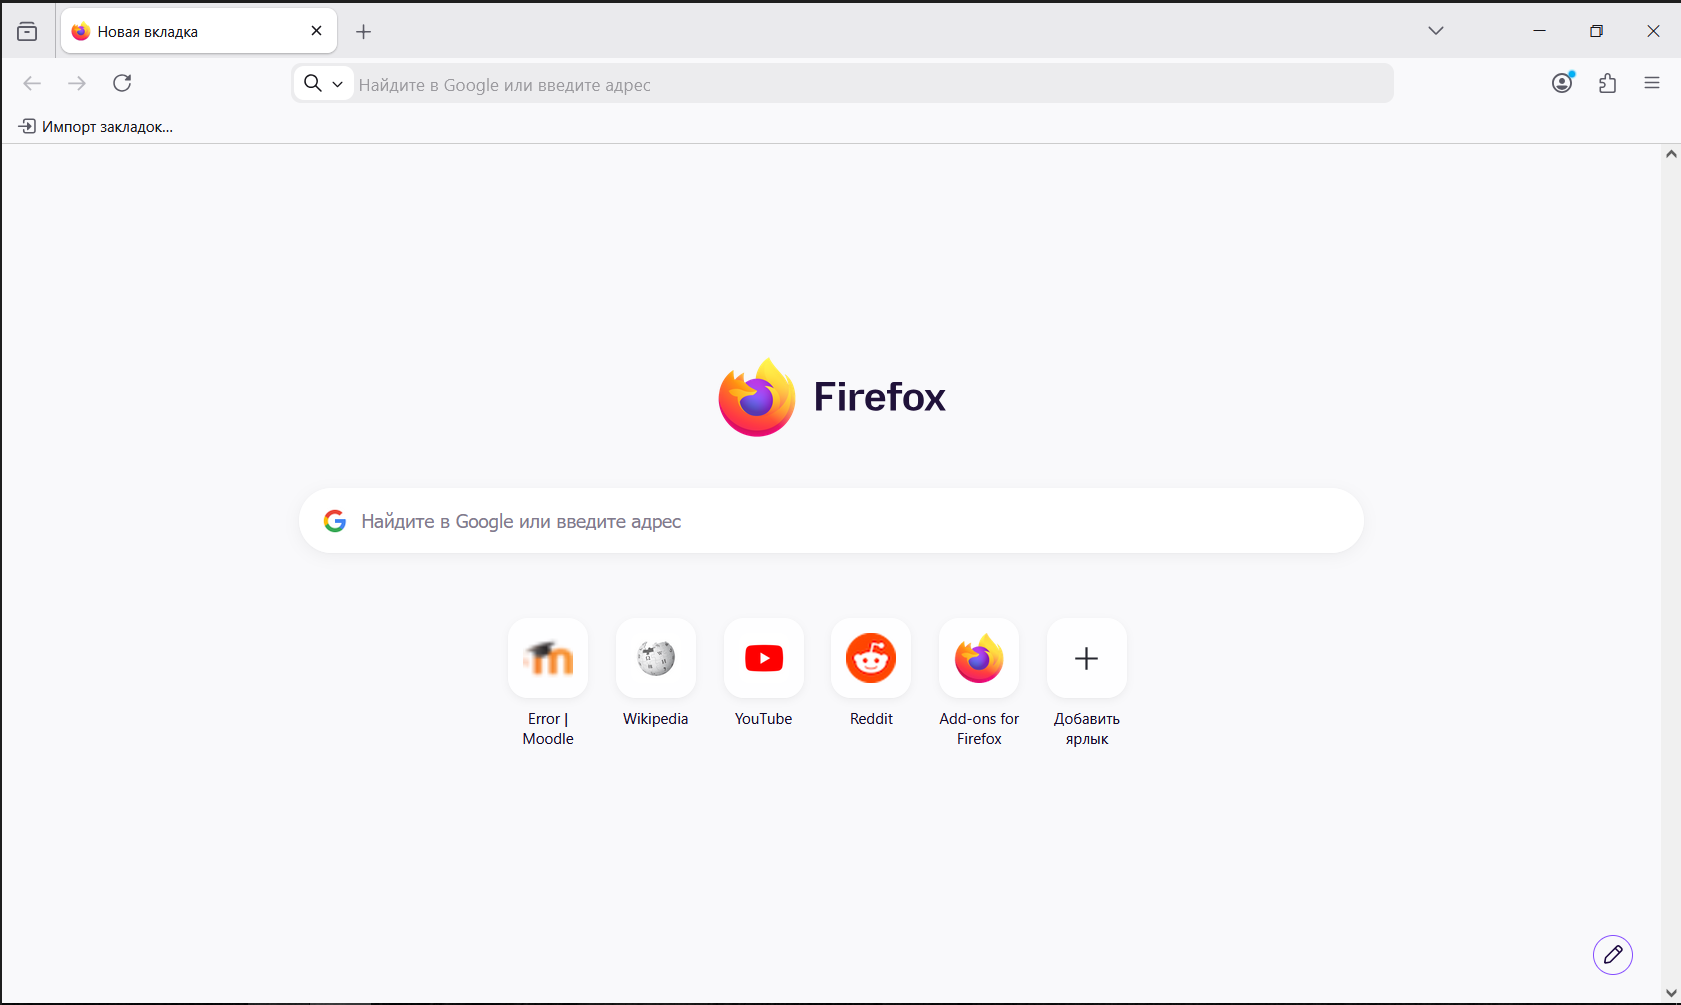 Новая вкладка
Найдите в Google или введите адрес
Импорт закладок...
Firefox
Найдите в Google или введите адрес
Error |
Moodle
Wikipedia
YouTube
Reddit
Add-ons for
Firefox
Добавить
ярлык